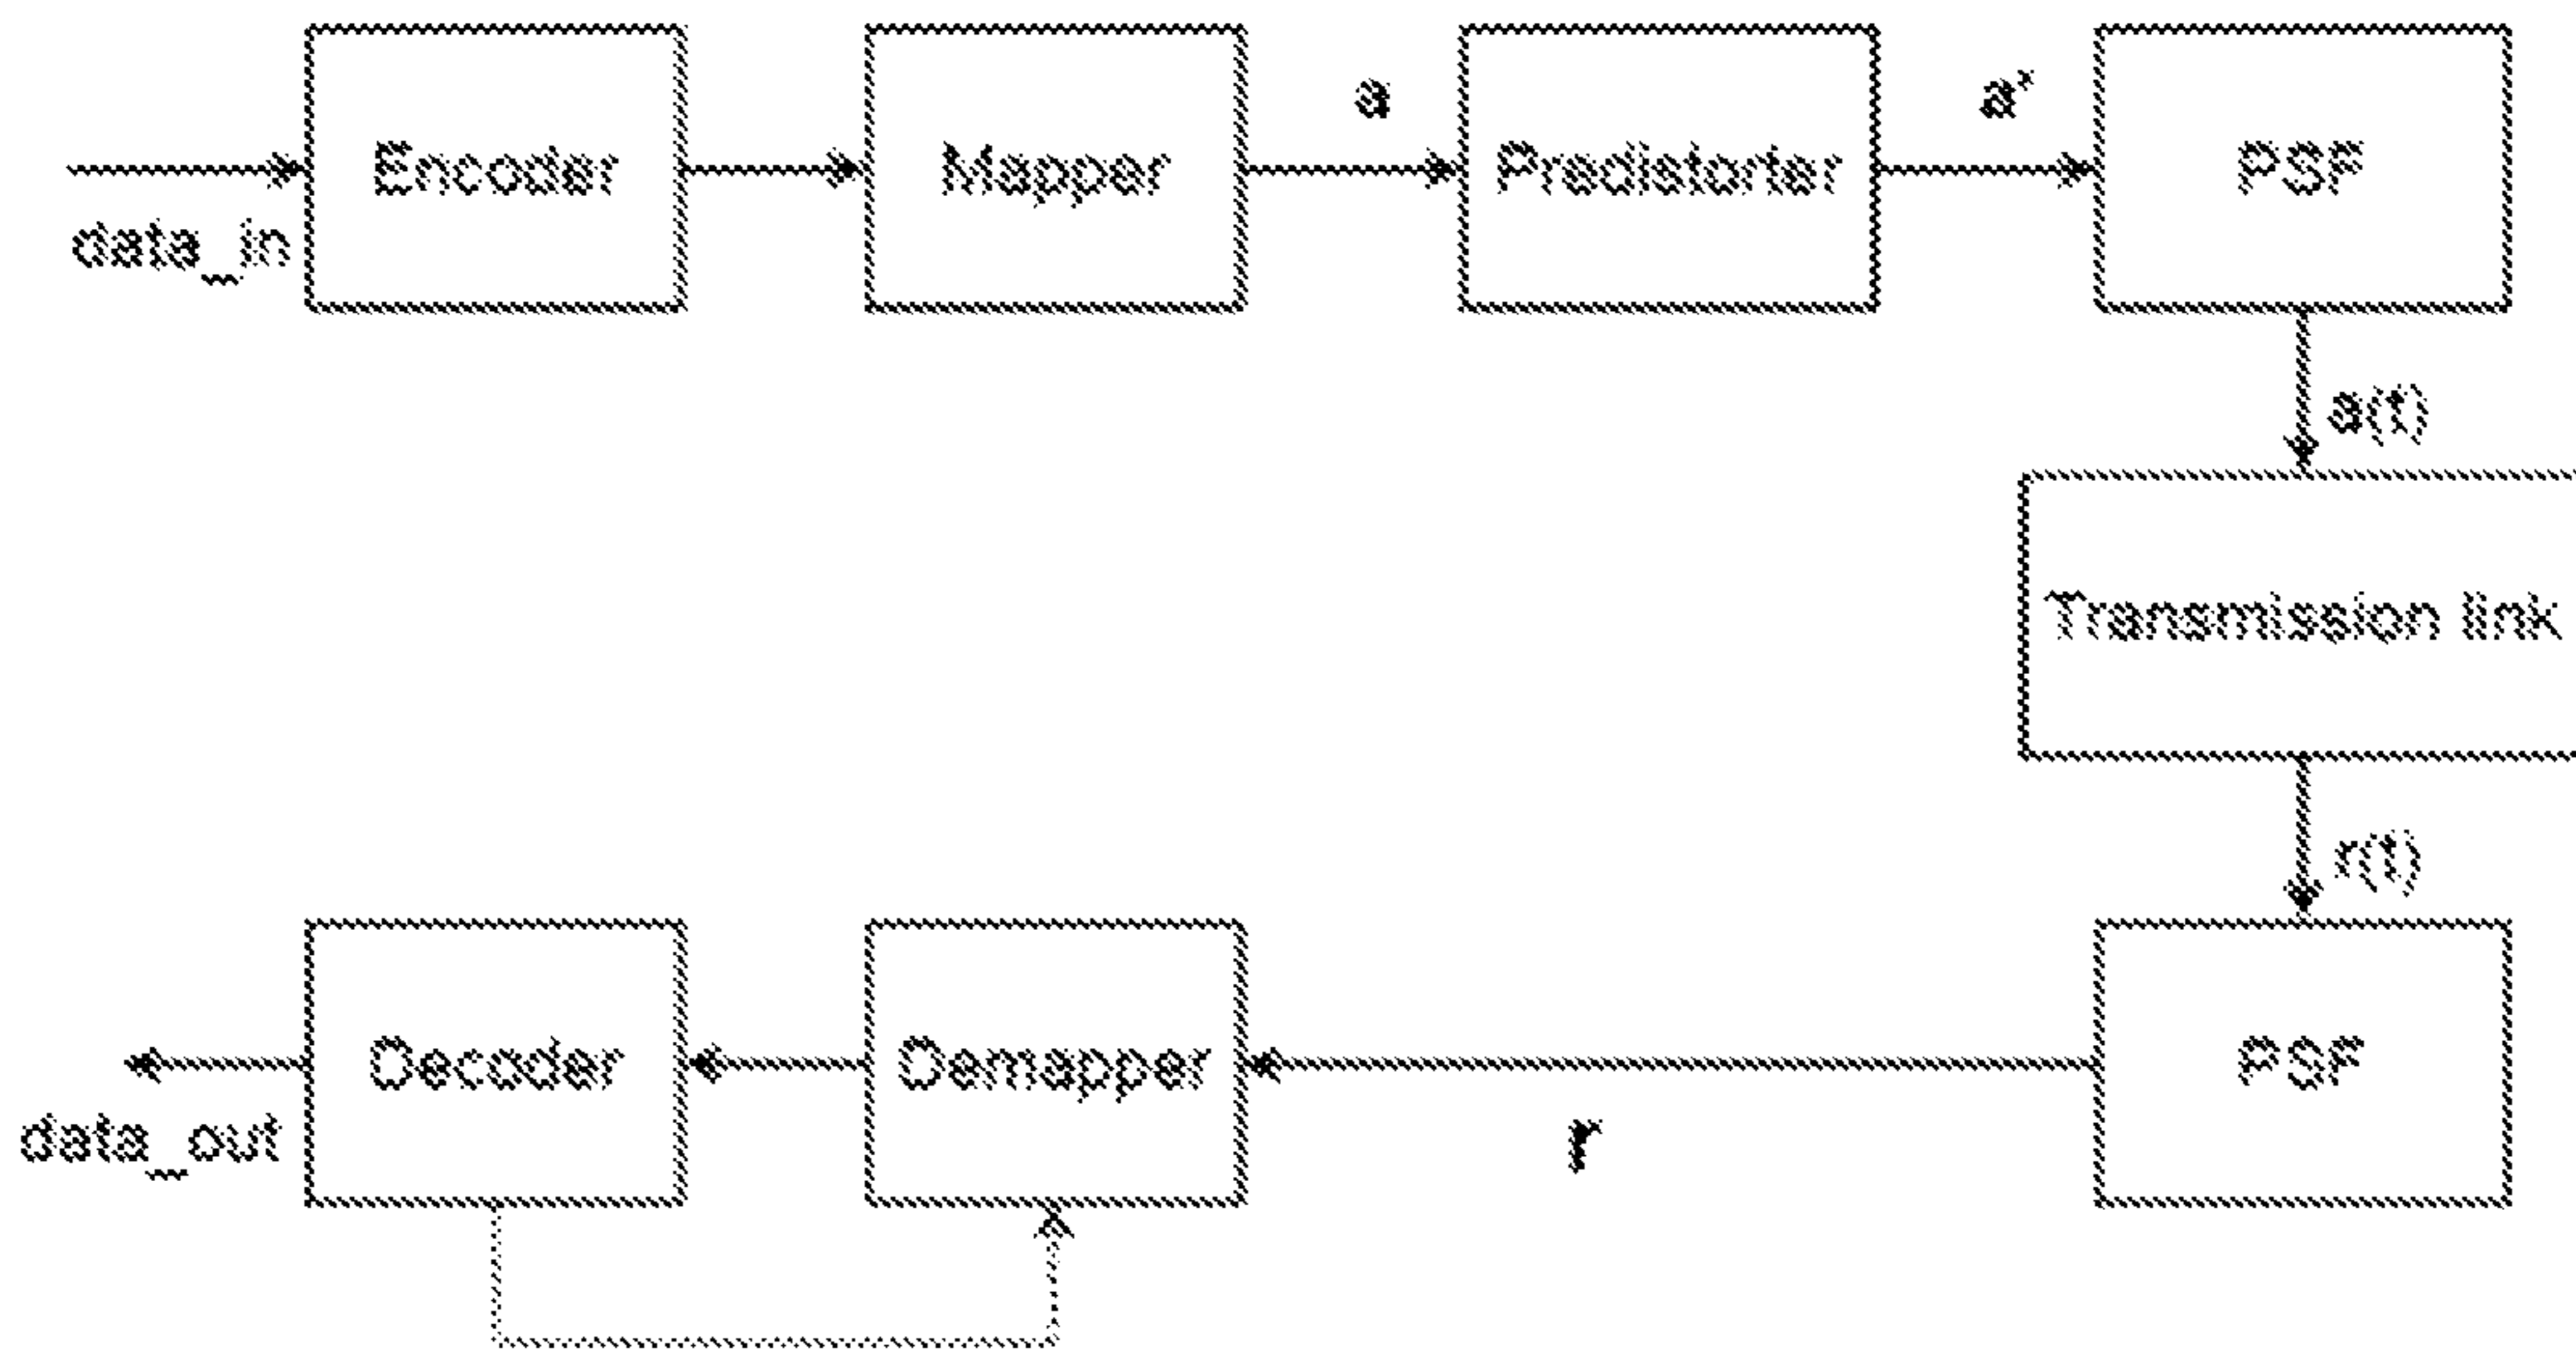 a
a'
Encoder
Mapper
Predistorter
PSF
data_in
a(t)
Transmission link
r(t)
Decoder
Demapper
PSF
data_out
r